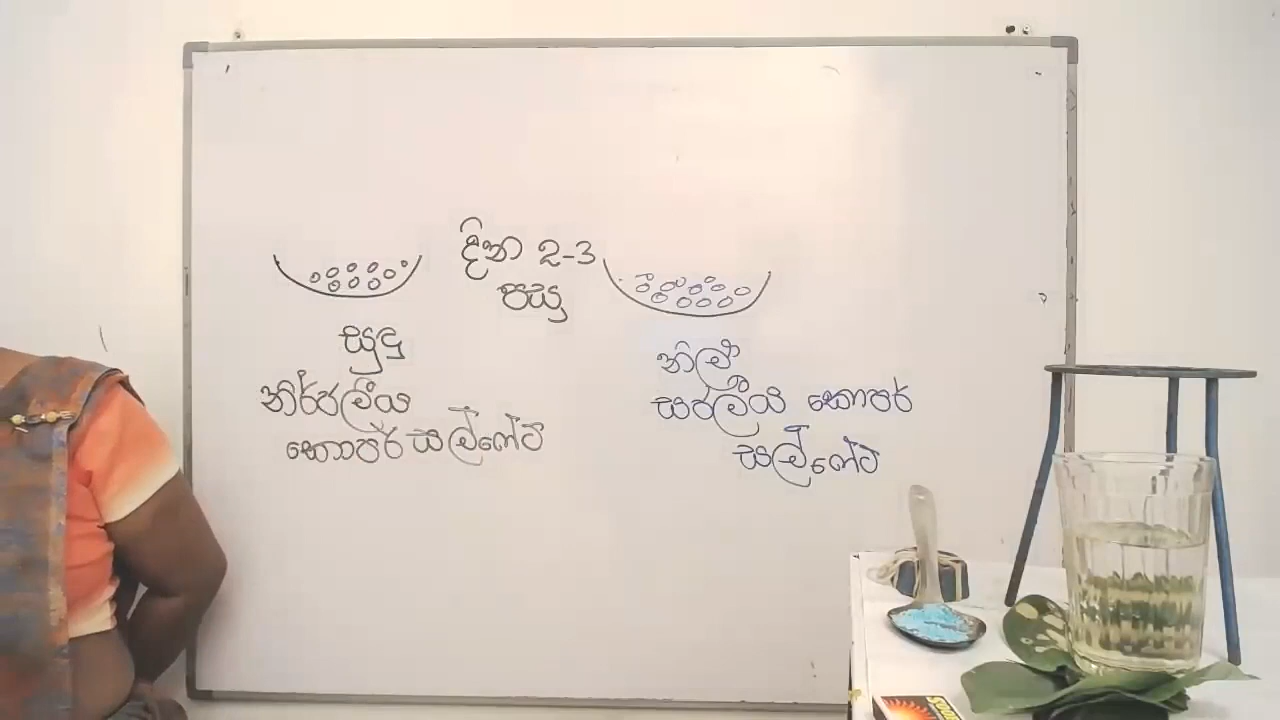 දින 2-3
පසු
සුදු
නිර්ජලීය
කොපර් සල්ෆේට්
නිල්
සජලීය කොපර්
සල්ෆේට්